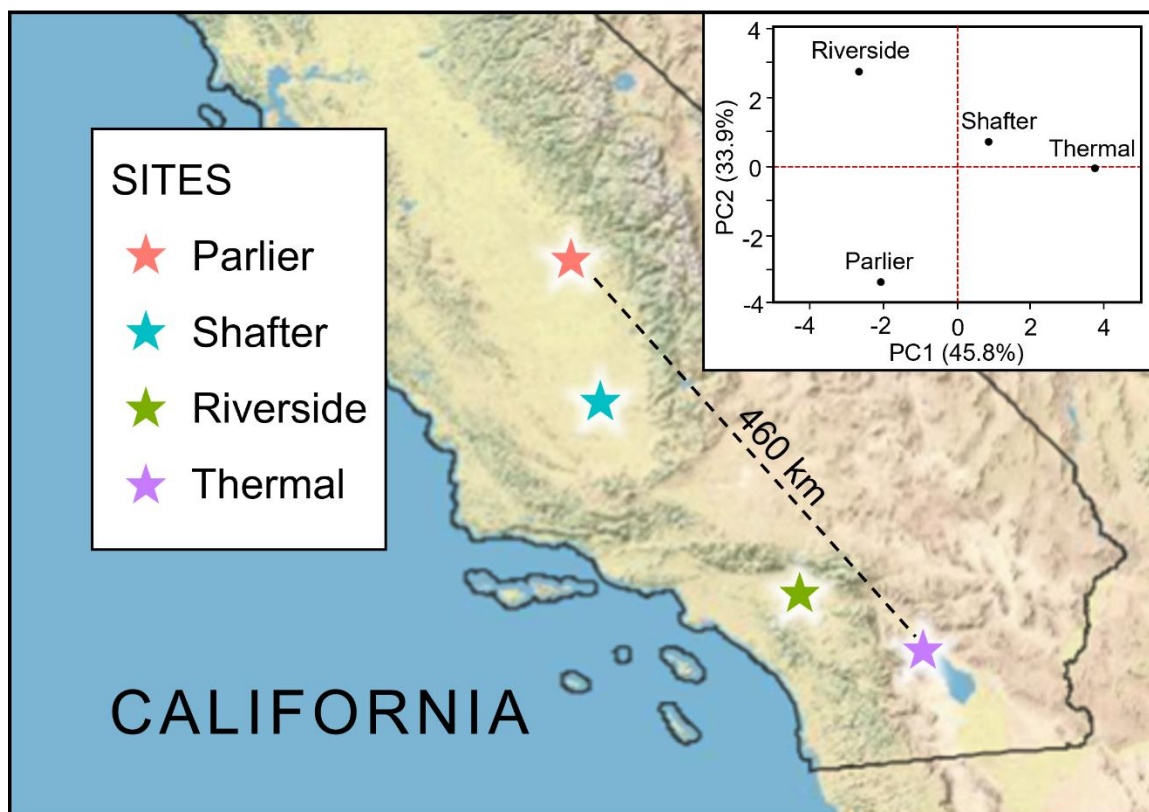 SITES
Parlier
Shafter
Riverside
Thermal
CALIFORNIA
460 km
4
2
0
-2
-4
PC2 (33.9%)
Riverside
Shafter
Thermal
Parlier
-4 -2 0 2 4
PC1 (45.8%)